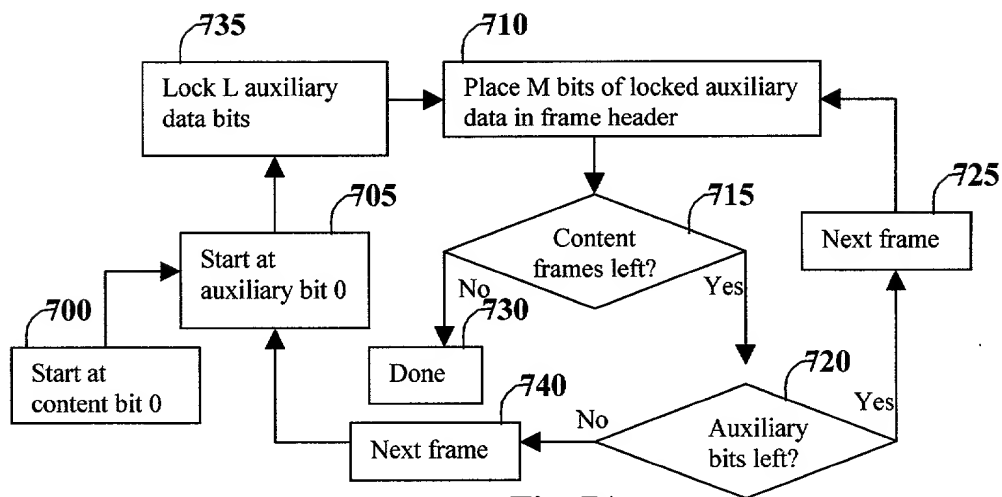 735
Lock L auxiliary
data bits
710
Place M bits of locked auxiliary
data in frame header
705
Start at
auxiliary bit 0
715
Content
frames left?
725
Next frame
No
Yes
700
Start at
content bit 0
730
Done
740
Next frame
No
720
Auxiliary
bits left?
Yes